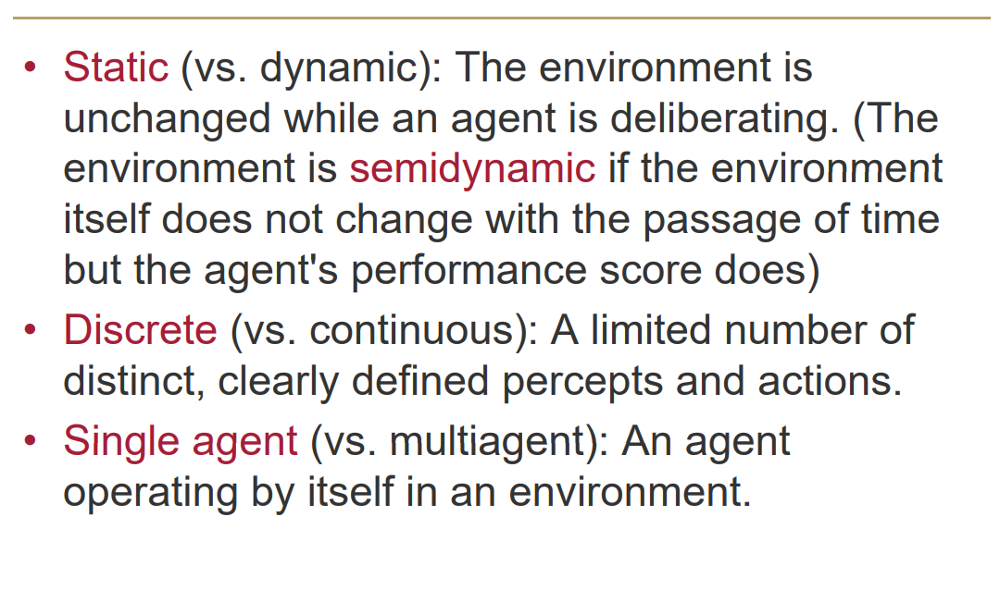 • Static (vs. dynamic): The environment is
unchanged while an agent is deliberating. (The
environment is semidynamic if the environment
itself does not change with the passage of time
but the agent's performance score does)
• Discrete (vs. continuous): A limited number of
distinct, clearly defined percepts and actions.
• Single agent (vs. multiagent): An agent
operating by itself in an environment.